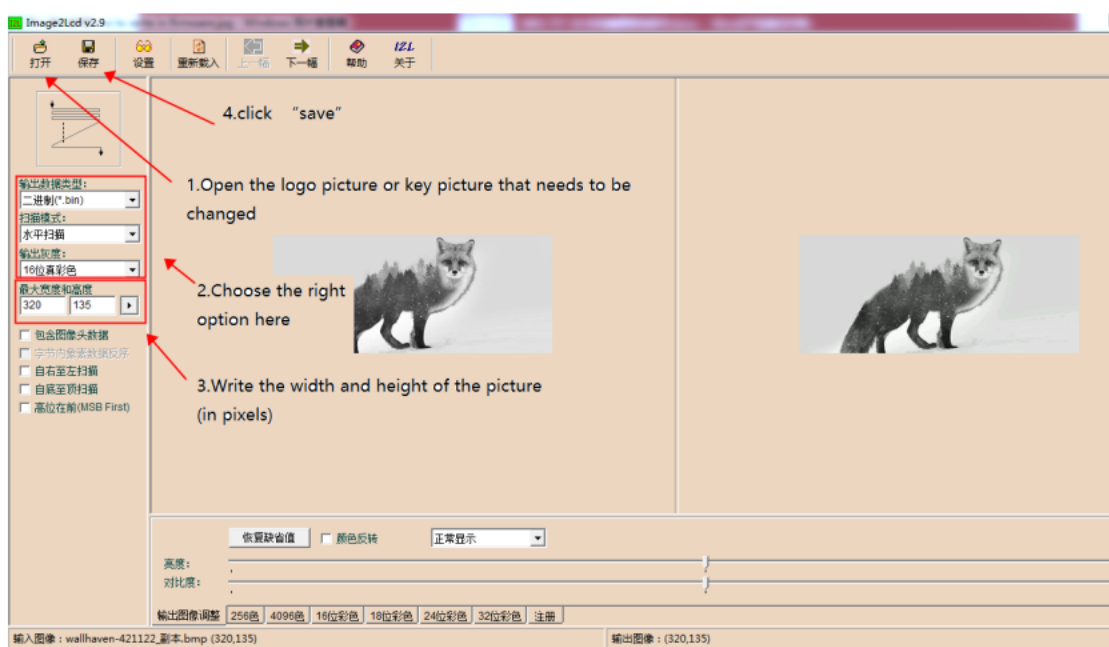 Image2Lcd v2.9
打开 保存 设置 重新载入 上一幅 下一幅 帮助 关于
I2L
4.click “save”
1.Open the logo picture or key picture that needs to be
changed
输出数据类型:
二进制(*.bin)
扫描模式:
水平扫描
输出灰度:
16位真彩色
最大宽度和高度
320 135
2.Choose the right
option here
包含图像头数据
字节内象素数据反序
自右至左扫描
自底至顶扫描
高位在前(MSB First)
3.Write the width and height of the picture
(in pixels)
恢复缺省值 颜色反转 正常显示
亮度:
对比度:
输出图像调整 256色 4096色 16位彩色 18位彩色 24位彩色 32位彩色 注册
输入图像:wallhaven-421122_副本.bmp (320,135) 输出图像:(320,135)